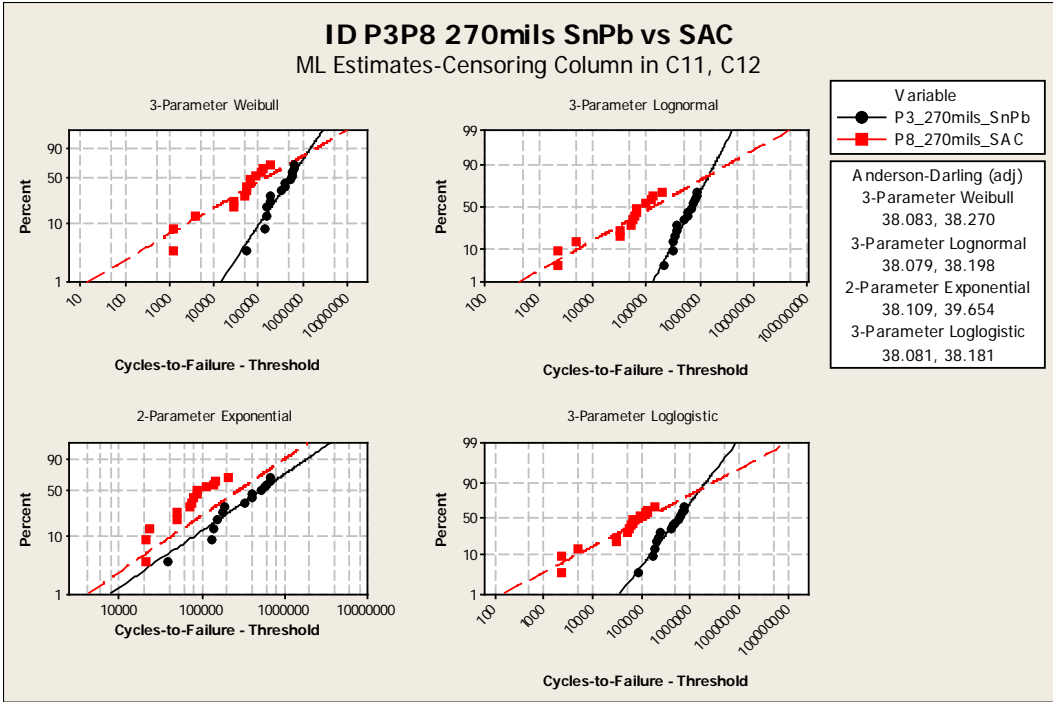 ID P3P8 270mils SnPb vs SAC
ML Estimates-Censoring Column in C11, C12
3-Parameter Weibull
Percent
90
50
10
1
10
100
1000
10000
100000
1000000
10000000
Cycles-to-Failure - Threshold
3-Parameter Lognormal
Percent
99
90
50
10
1
100
1000
10000
100000
1000000
10000000
Cycles-to-Failure - Threshold
Variable
P3_270mils_SnPb
P8_270mils_SAC
Anderson-Darling (adj)
3-Parameter Weibull
38.083, 38.270
3-Parameter Lognormal
38.079, 38.198
2-Parameter Exponential
38.109, 39.654
3-Parameter Loglogistic
38.081, 38.181
2-Parameter Exponential
Percent
90
50
10
1
10000
100000
1000000
10000000
Cycles-to-Failure - Threshold
3-Parameter Loglogistic
Percent
99
90
50
10
1
100
1000
10000
100000
1000000
10000000
100000000
Cycles-to-Failure - Threshold